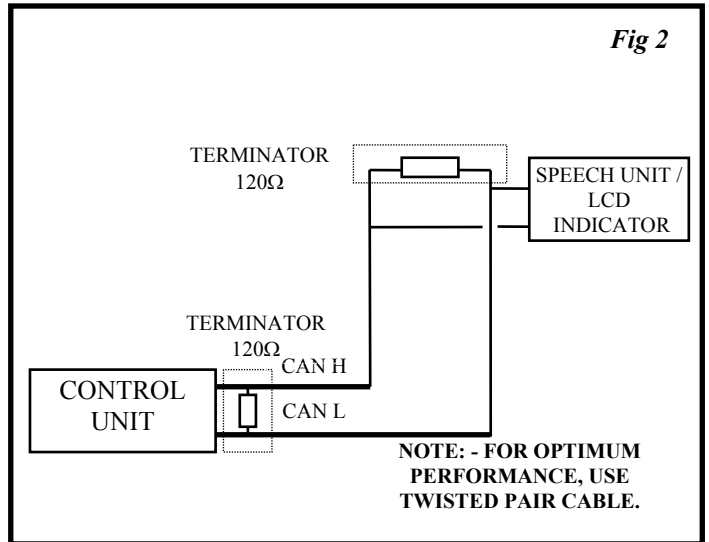 Fig 2
TERMINATOR
120Ω
SPEECH UNIT /
LCD
INDICATOR
TERMINATOR
120Ω
CAN H
CONTROL
UNIT
CAN L
NOTE: - FOR OPTIMUM
PERFORMANCE, USE
TWISTED PAIR CABLE.